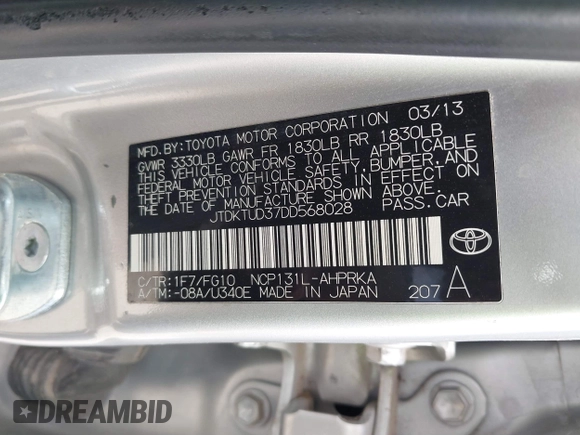 MFD.BY:TOYOTA MOTOR CORPORATION 03/13
GVWR 3330LB GAWR FR 1830LB RR 1830LB
THIS VEHICLE CONFORMS TO ALL APPLICABLE
FEDERAL MOTOR VEHICLE SAFETY, BUMPER, AND
THEFT PREVENTION STANDARDS IN EFFECT ON
THE DATE OF MANUFACTURE SHOWN ABOVE.
JTDKTUD37DD568028 PASS.CAR
C/TR:1F7/FG10 NCP131L-AHPRKA
A/TM:-08A/U340E MADE IN JAPAN 207 A
DREAMBID